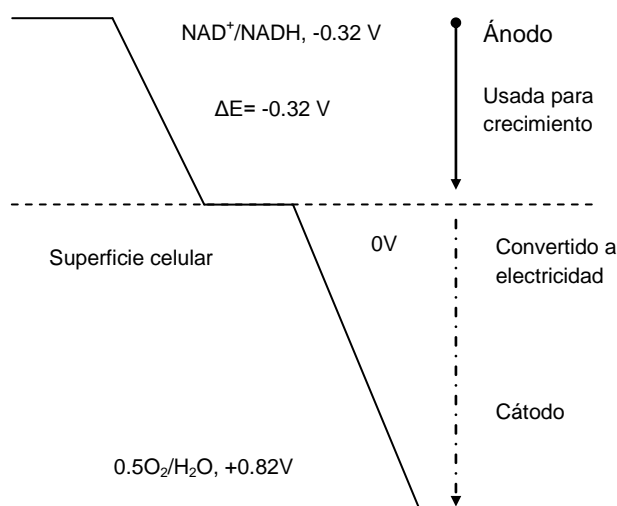 NAD⁺/NADH, -0.32 V
Ánodo
Usada para
crecimiento
ΔE= -0.32 V
0V
Superficie celular
Convertido a
electricidad
Cátodo
0.5O₂/H₂O, +0.82V